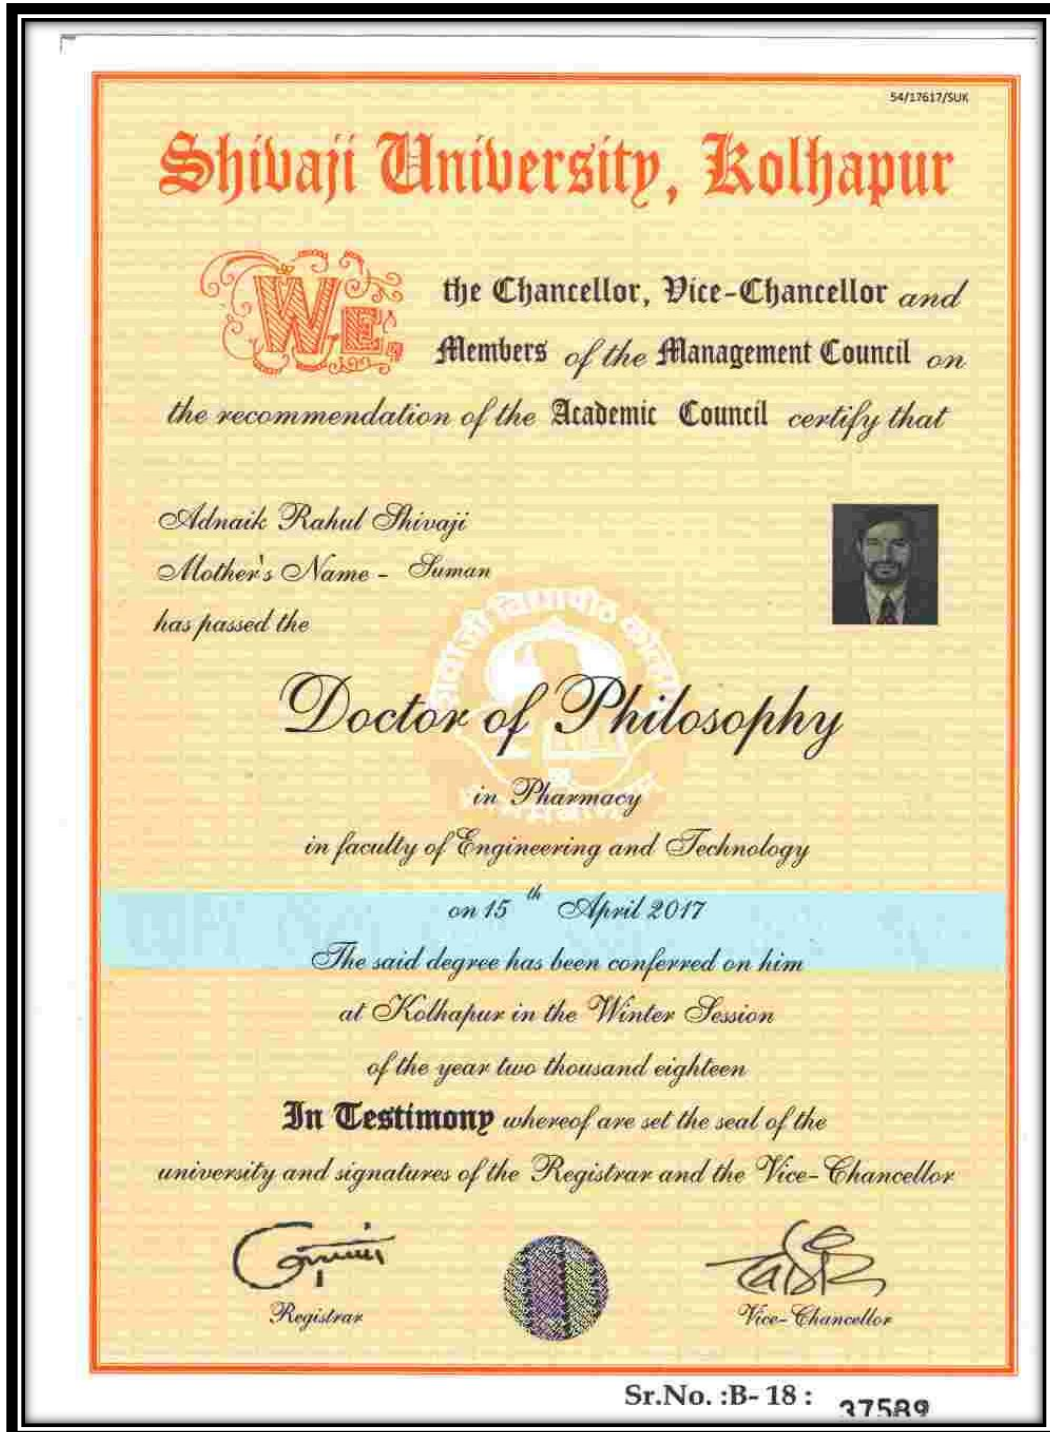 54/17617/SUK
Shivaji University, Kolhapur
WE, the Chancellor, Vice-Chancellor and
Members of the Management Council on
the recommendation of the Academic Council certify that
Adnaik Rahul Shivaji
Mother's Name - Suman
has passed the
Doctor of Philosophy
in Pharmacy
in faculty of Engineering and Technology
on 15th April 2017
The said degree has been conferred on him
at Kolhapur in the Winter Session
of the year two thousand eighteen
In Testimony whereof are set the seal of the
university and signatures of the Registrar and the Vice-Chancellor
Registrar
Vice-Chancellor
Sr.No. :B- 18 : 37589